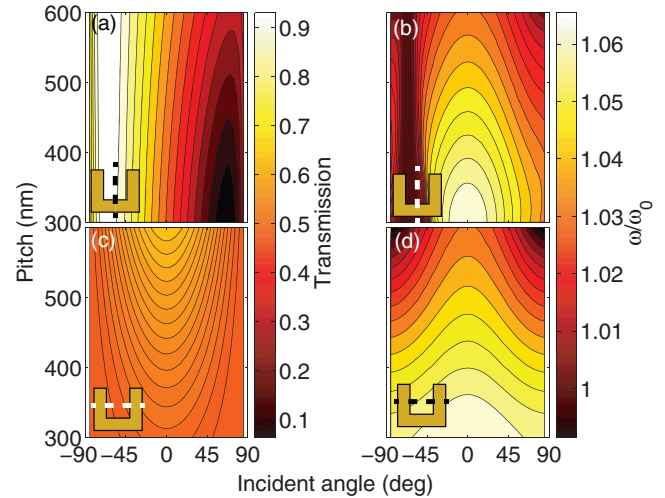 (a)
600
500
400
300
Pitch (nm)
0.9
0.8
0.7
0.6
0.5
0.4
0.3
0.2
0.1
Transmission
(b)
1.06
1.05
1.04
1.03
1.02
1.01
1
ω/ω0
(c)
500
400
300
−90 −45 0 45 90
(d)
−90 −45 0 45 90
Incident angle (deg)